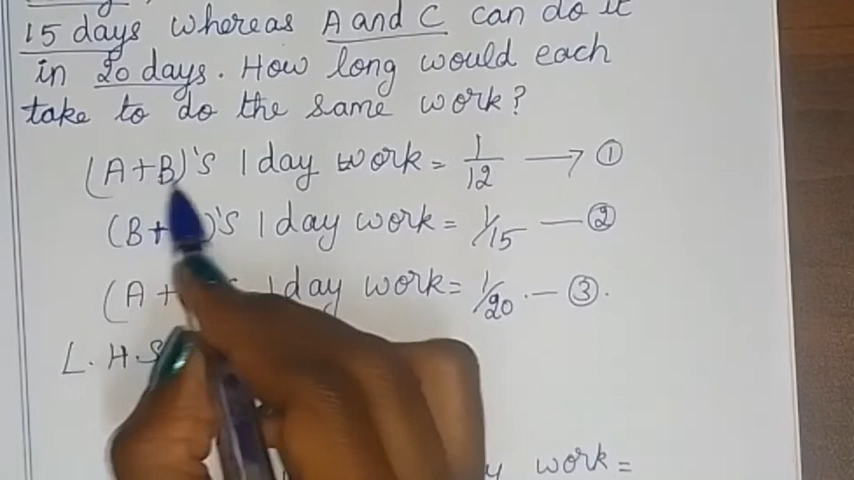 15 days whereas A and C can do it
in 20 days. How long would each
take to do the same work?
(A+B)'s 1 day work = 1/12 → ①
(B+ )'s 1 day work = 1/15 — ②
(A+ 1 day work = 1/20 — ③.
L.H.S
work =